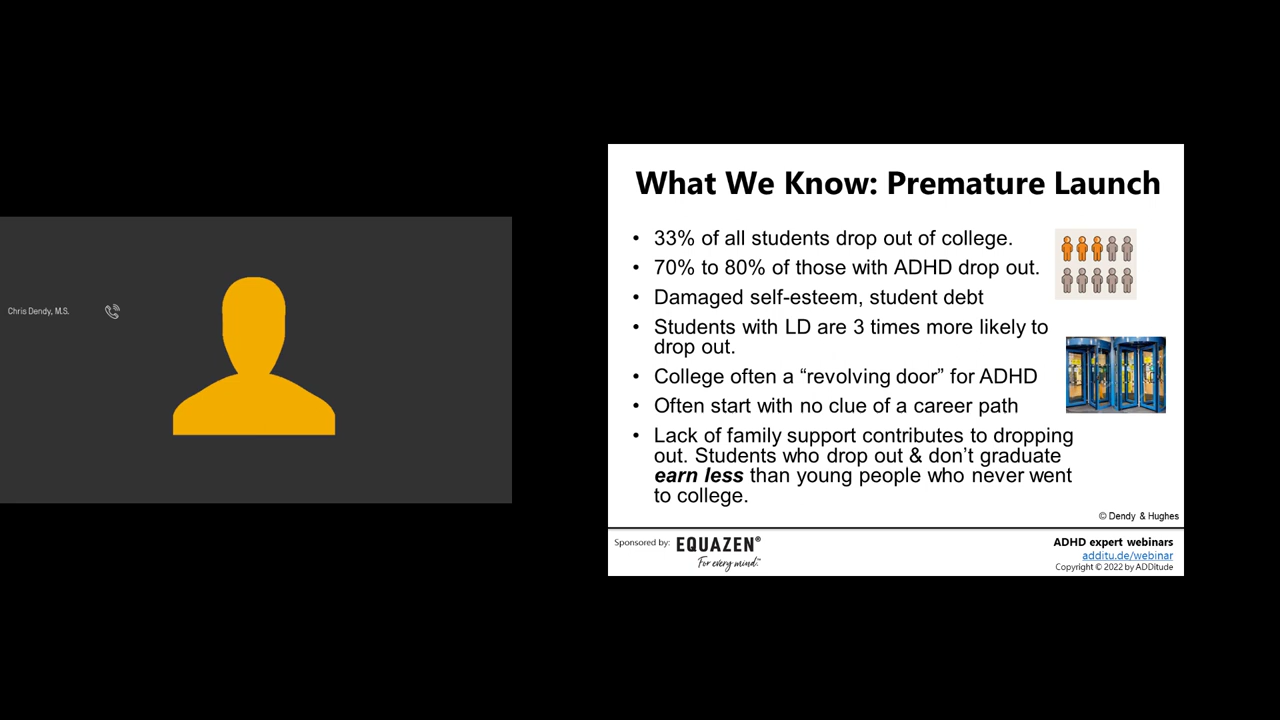 Chris Dendy, M.S.
What We Know: Premature Launch
• 33% of all students drop out of college.
• 70% to 80% of those with ADHD drop out.
• Damaged self-esteem, student debt
• Students with LD are 3 times more likely to
drop out.
• College often a “revolving door” for ADHD
• Often start with no clue of a career path
• Lack of family support contributes to dropping
out. Students who drop out & don’t graduate
earn less than young people who never went
to college.
© Dendy & Hughes
Sponsored by: EQUAZEN®
For every mind.™
ADHD expert webinars
additu.de/webinar
Copyright © 2022 by ADDitude